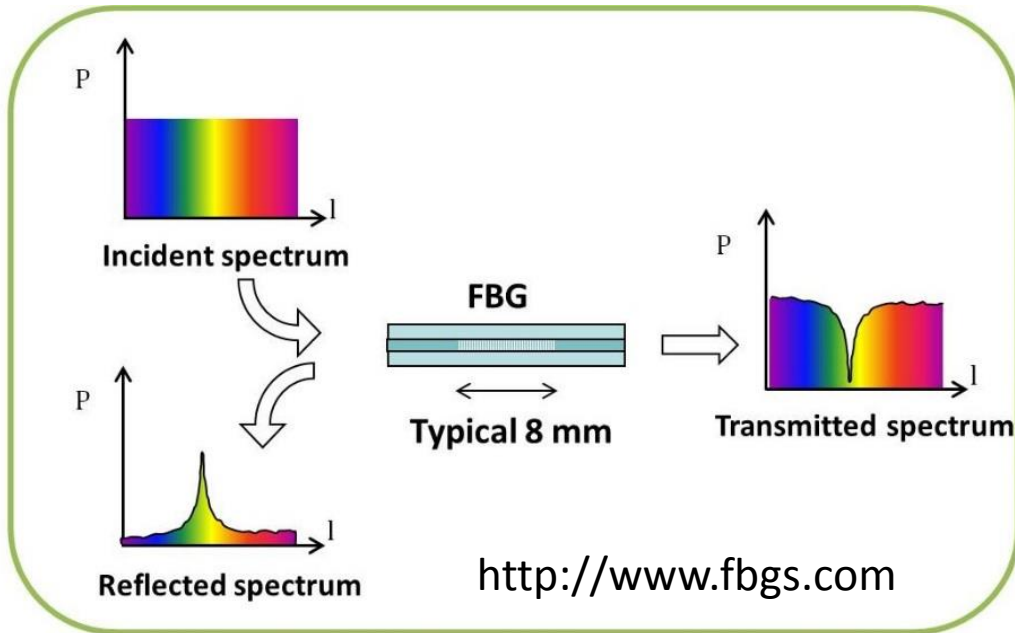 P
l
Incident spectrum
FBG
Typical 8 mm
P
l
Transmitted spectrum
P
l
Reflected spectrum
http://www.fbgs.com